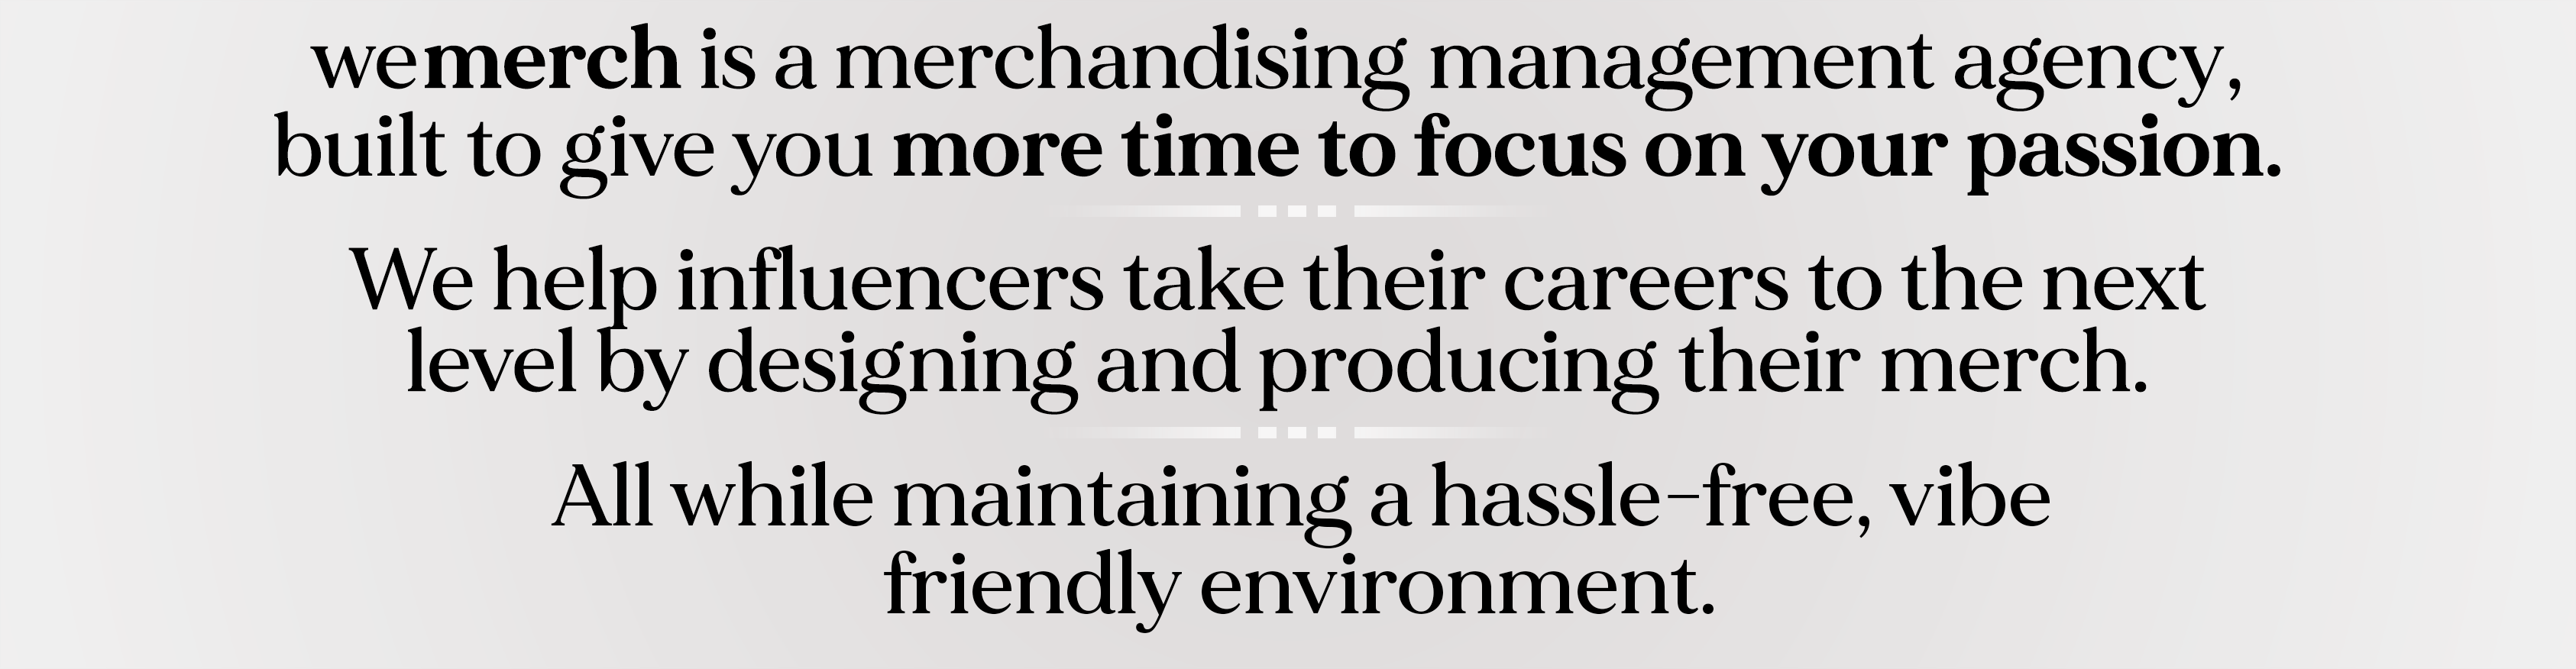 wemerch is a merchandising management agency,
built to give you more time to focus on your passion.
We help influencers take their careers to the next
level by designing and producing their merch.
All while maintaining a hassle-free, vibe
friendly environment.